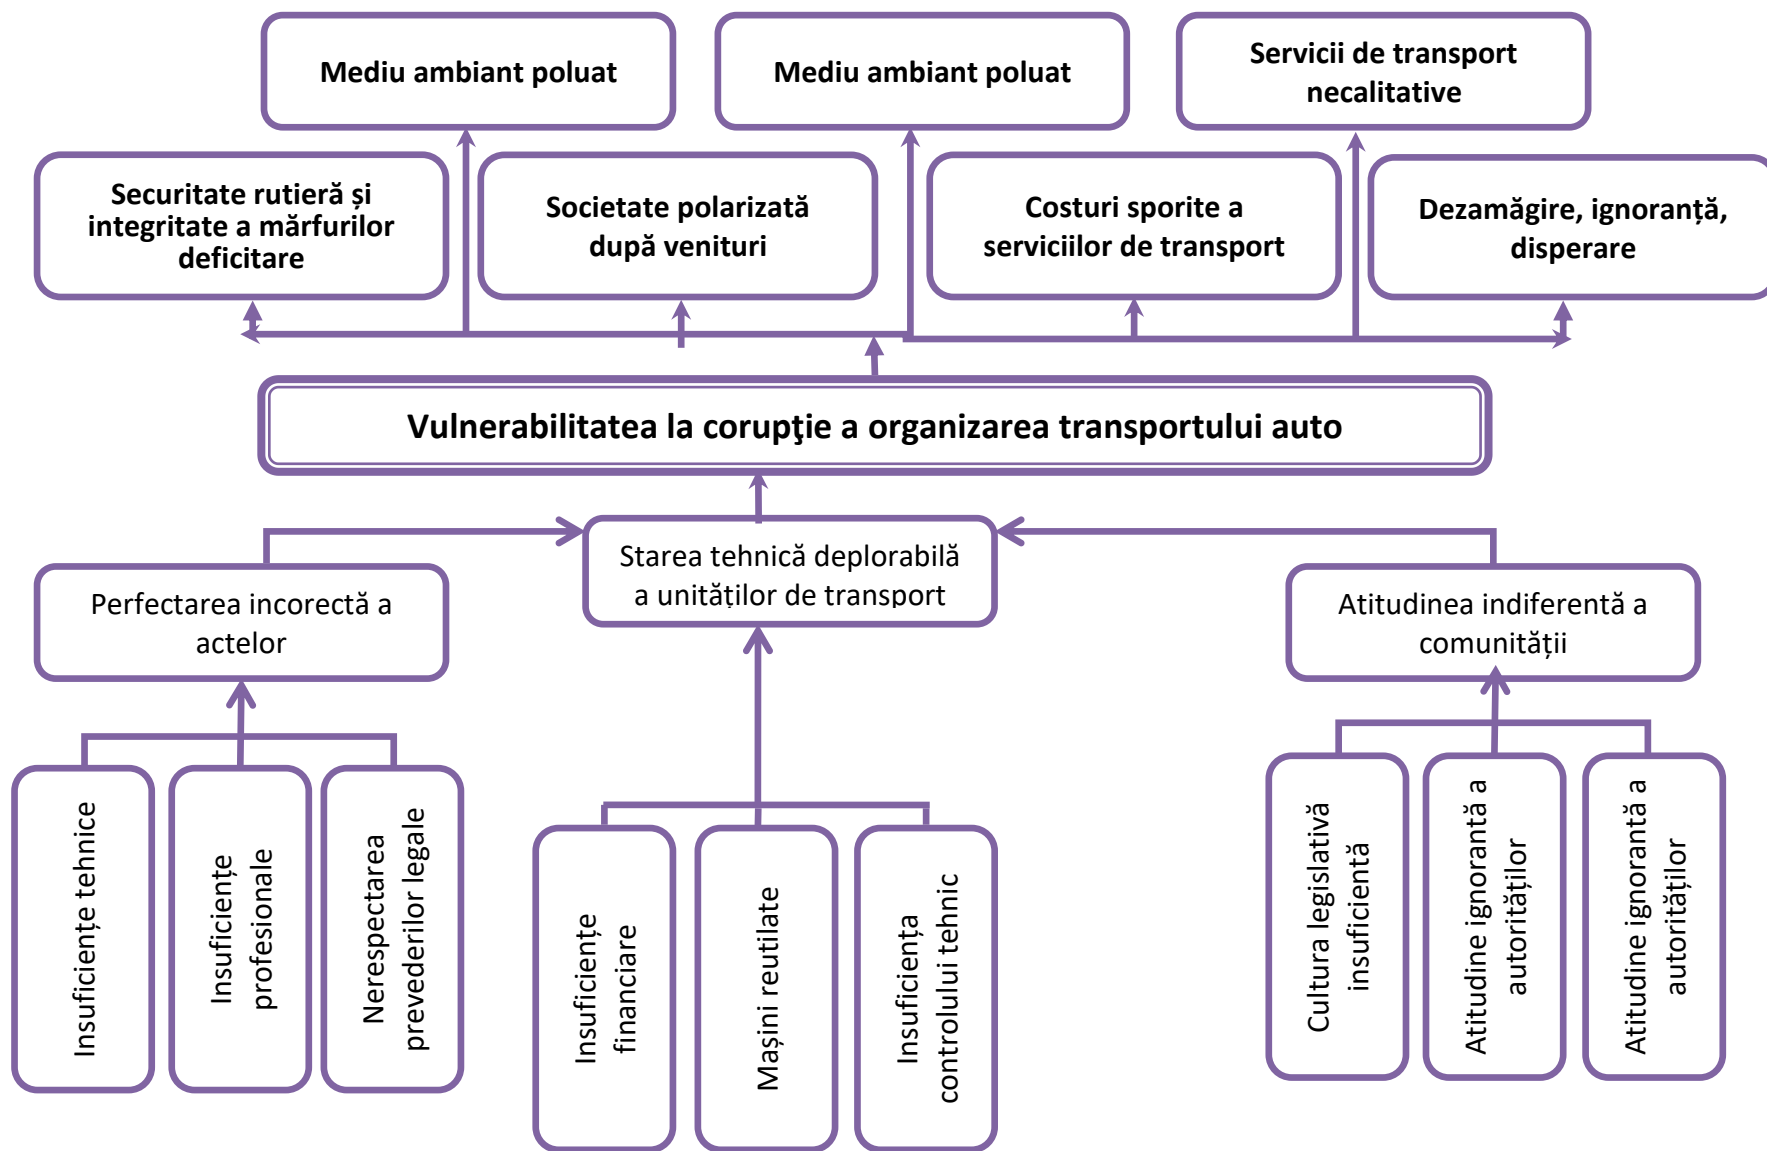 Mediu ambiant poluat
Mediu ambiant poluat
Servicii de transport
necalitative
Securitate rutieră și
integritate a mărfurilor
deficitare
Societate polarizată
după venituri
Costuri sporite a
serviciilor de transport
Dezamăgire, ignoranță,
disperare
Vulnerabilitatea la corupţie a organizarea transportului auto
Perfectarea incorectă a
actelor
Starea tehnică deplorabilă
a unităților de transport
Atitudinea indiferentă a
comunității
Insuficiențe tehnice
Insuficiențe
profesionale
Nerespectarea
prevederilor legale
Insuficiențe
financiare
Mașini reutilate
Insuficiența
controlului tehnic
Cultura legislativă
insuficientă
Atitudine ignorantă a
autorităților
Atitudine ignorantă a
autorităților